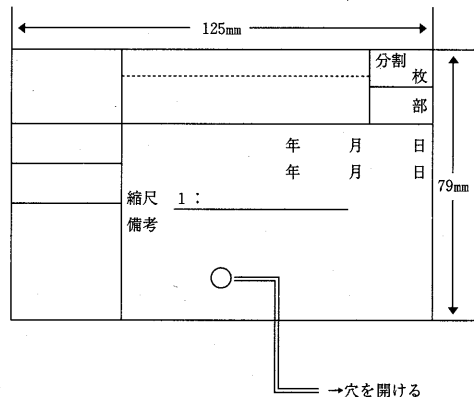 125mm
分割
枚
部
年 月 日
年 月 日
79mm
縮尺 1:
備考
→穴を開ける